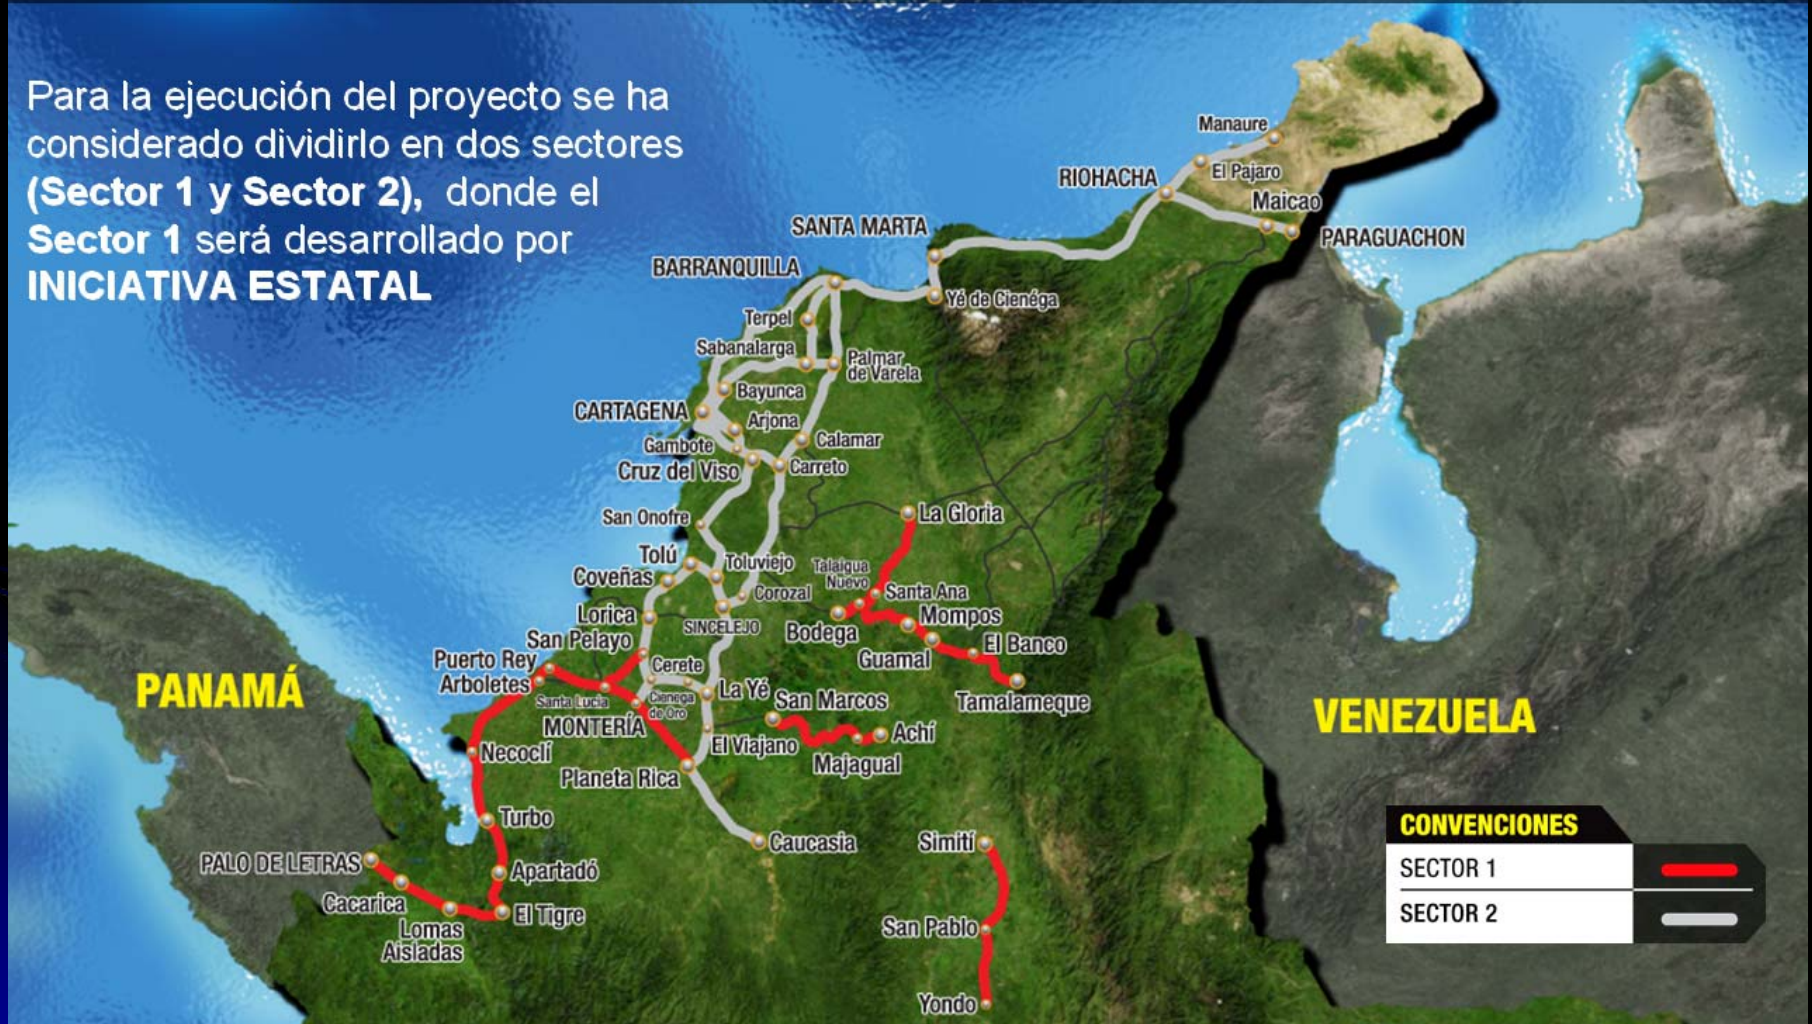 Para la ejecución del proyecto se ha
considerado dividirlo en dos sectores
(Sector 1 y Sector 2), donde el
Sector 1 será desarrollado por
INICIATIVA ESTATAL
Manaure
El Pajaro
RIOHACHA
Maicao
PARAGUACHON
SANTA MARTA
BARRANQUILLA
Yé de Cienéga
Terpel
Sabanalarga
Palmar
de Varela
Bayunca
CARTAGENA
Arjona
Gambote
Calamar
Cruz del Viso
Carreto
San Onofre
La Gloria
Tolú
Toluviejo
Coveñas
Talaigua
Nuevo
Corozal
Santa Ana
Lorica
SINCELEJO
Mompos
Bodega
San Pelayo
El Banco
Guamal
Puerto Rey
Cerete
Arboletes
Santa Lucia
Cienega
de Oro
La Yé
San Marcos
Tamalameque
PANAMÁ
VENEZUELA
MONTERÍA
El Viajano
Achí
Necoclí
Majagual
Planeta Rica
Turbo
Caucasia
Simití
PALO DE LETRAS
Apartadó
Cacarica
El Tigre
Lomas
Aisladas
San Pablo
Yondo
CONVENCIONES
SECTOR 1
SECTOR 2